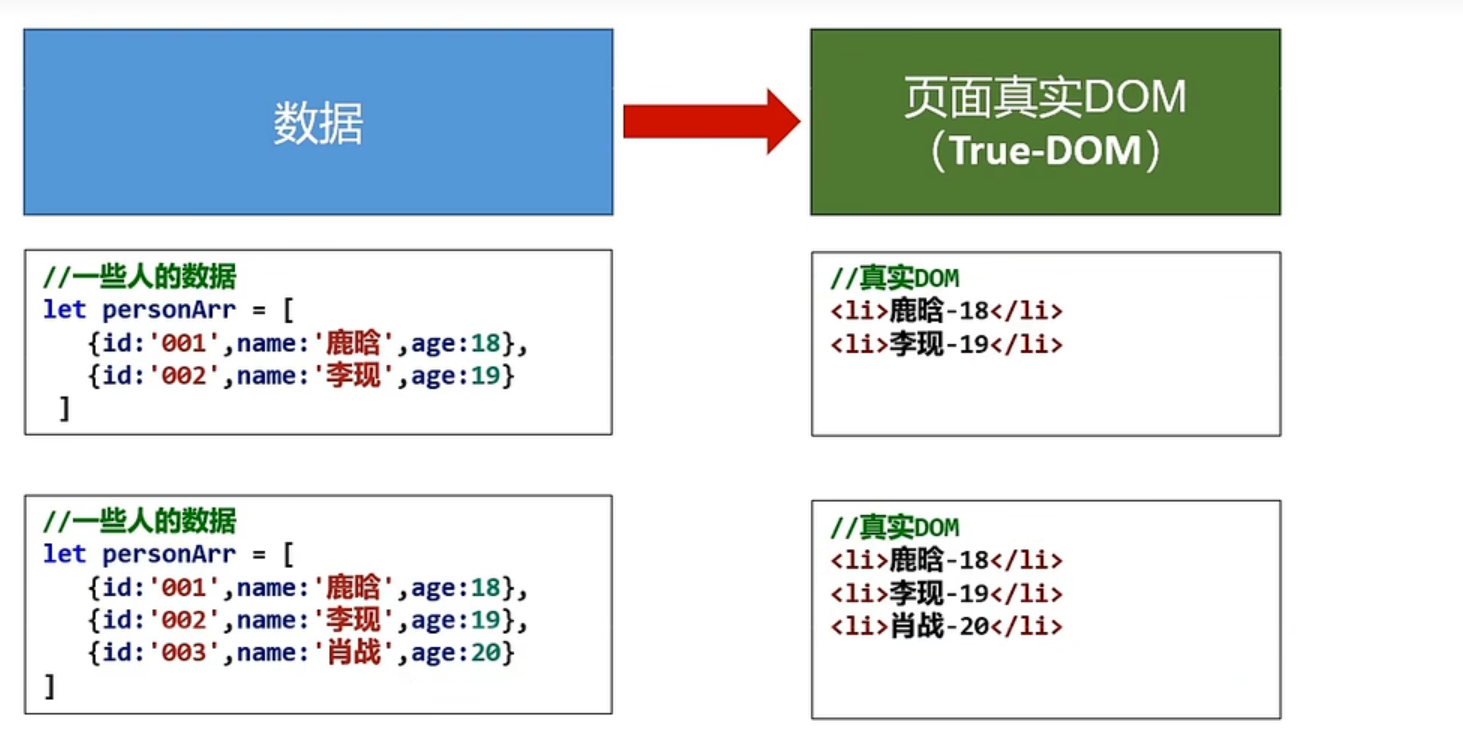 数据
页面真实DOM
（True-DOM）
//一些人的数据
let personArr = [
{id:'001',name:'鹿晗',age:18},
{id:'002',name:'李现',age:19}
]
//真实DOM
<li>鹿晗-18</li>
<li>李现-19</li>
//一些人的数据
let personArr = [
{id:'001',name:'鹿晗',age:18},
{id:'002',name:'李现',age:19},
{id:'003',name:'肖战',age:20}
]
//真实DOM
<li>鹿晗-18</li>
<li>李现-19</li>
<li>肖战-20</li>